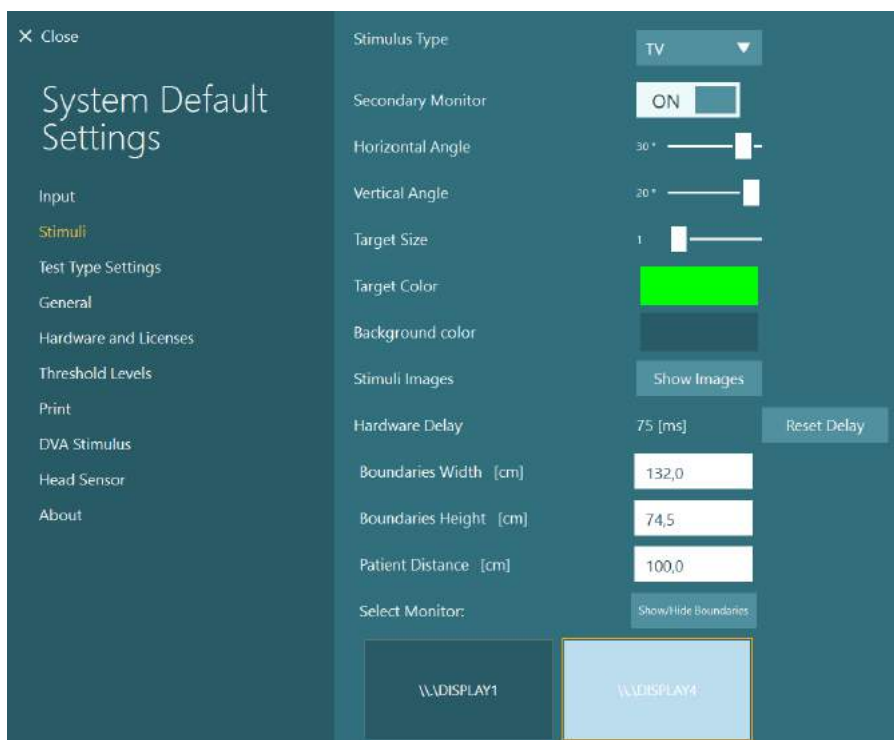 ✕ Close
System Default
Settings
Input
Stimuli
Test Type Settings
General
Hardware and Licenses
Threshold Levels
Print
DVA Stimulus
Head Sensor
About
Stimulus Type
TV
Secondary Monitor
ON
Horizontal Angle
30 °
Vertical Angle
20 °
Target Size
1
Target Color
Background color
Stimuli Images
Show Images
Hardware Delay
75 [ms]
Reset Delay
Boundaries Width [cm]
132,0
Boundaries Height [cm]
74,5
Patient Distance [cm]
100,0
Select Monitor:
Show/Hide Boundaries
\\.\DISPLAY1
\\.\DISPLAY4